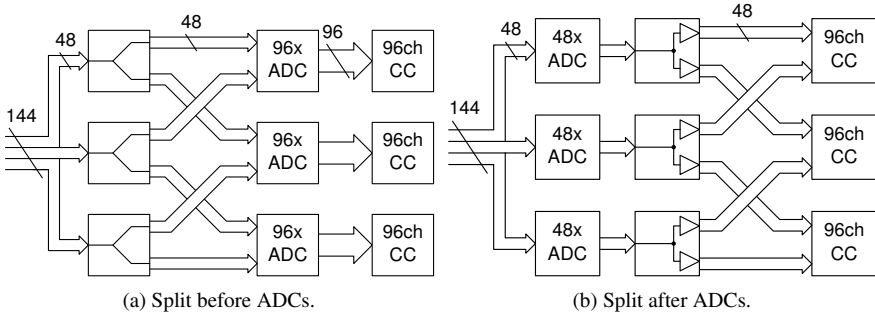 144
48
48
96x
ADC
96
96ch
CC
96x
ADC
96ch
CC
96x
ADC
96ch
CC
(a) Split before ADCs.
144
48
48x
ADC
48
96ch
CC
48x
ADC
96ch
CC
48x
ADC
96ch
CC
(b) Split after ADCs.